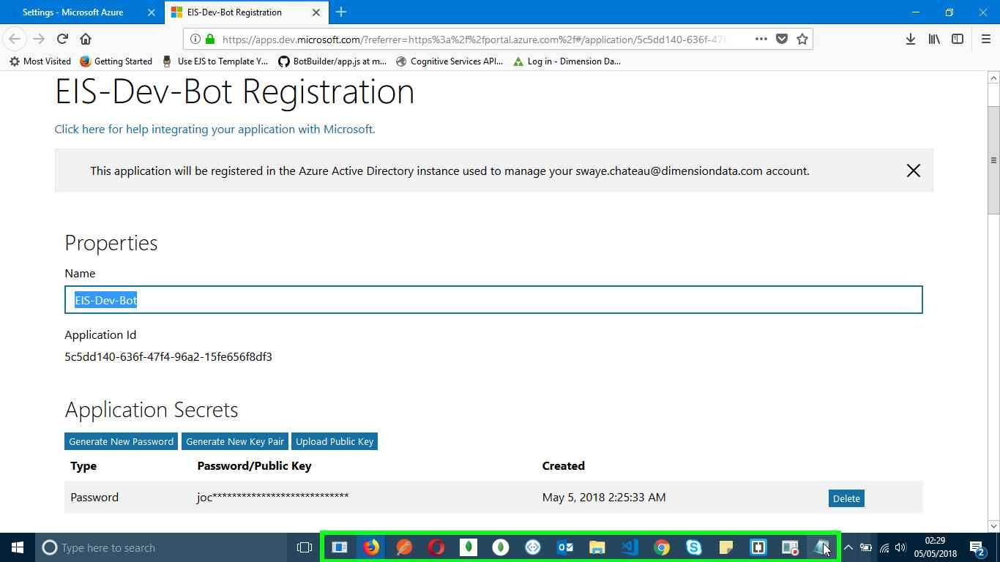 Settings - Microsoft Azure
EIS-Dev-Bot Registration
https://apps.dev.microsoft.com/?referrer=https%3a%2f%2fportal.azure.com%2f#/application/5c5dd140-636f-47f
Most Visited
Getting Started
Use EJS to Template Y...
BotBuilder/app.js at m...
Cognitive Services API...
Log in - Dimension Da...
EIS-Dev-Bot Registration
Click here for help integrating your application with Microsoft.
This application will be registered in the Azure Active Directory instance used to manage your swaye.chateau@dimensiondata.com account.
Properties
Name
EIS-Dev-Bot
Application Id
5c5dd140-636f-47f4-96a2-15fe656f8df3
Application Secrets
Generate New Password Generate New Key Pair Upload Public Key
Type Password/Public Key Created
Password joc**************************** May 5, 2018 2:25:33 AM Delete
Type here to search
02:29
05/05/2018
2